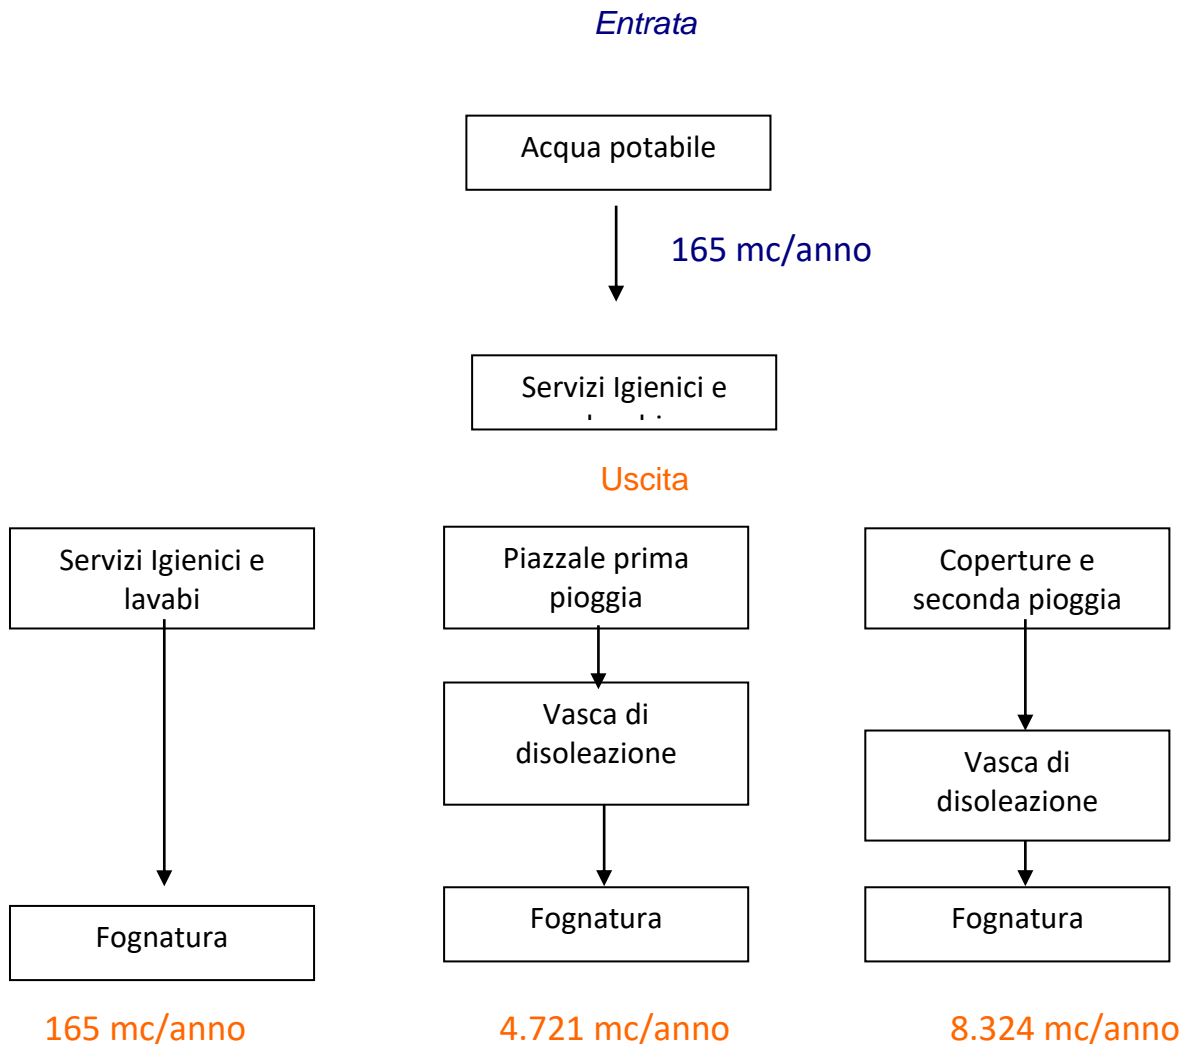 Entrata
Acqua potabile
165 mc/anno
Servizi Igienici e
Uscita
Servizi Igienici e
lavabi
Piazzale prima
pioggia
Coperture e
seconda pioggia
Vasca di
disoleazione
Vasca di
disoleazione
Fognatura
Fognatura
Fognatura
165 mc/anno
4.721 mc/anno
8.324 mc/anno